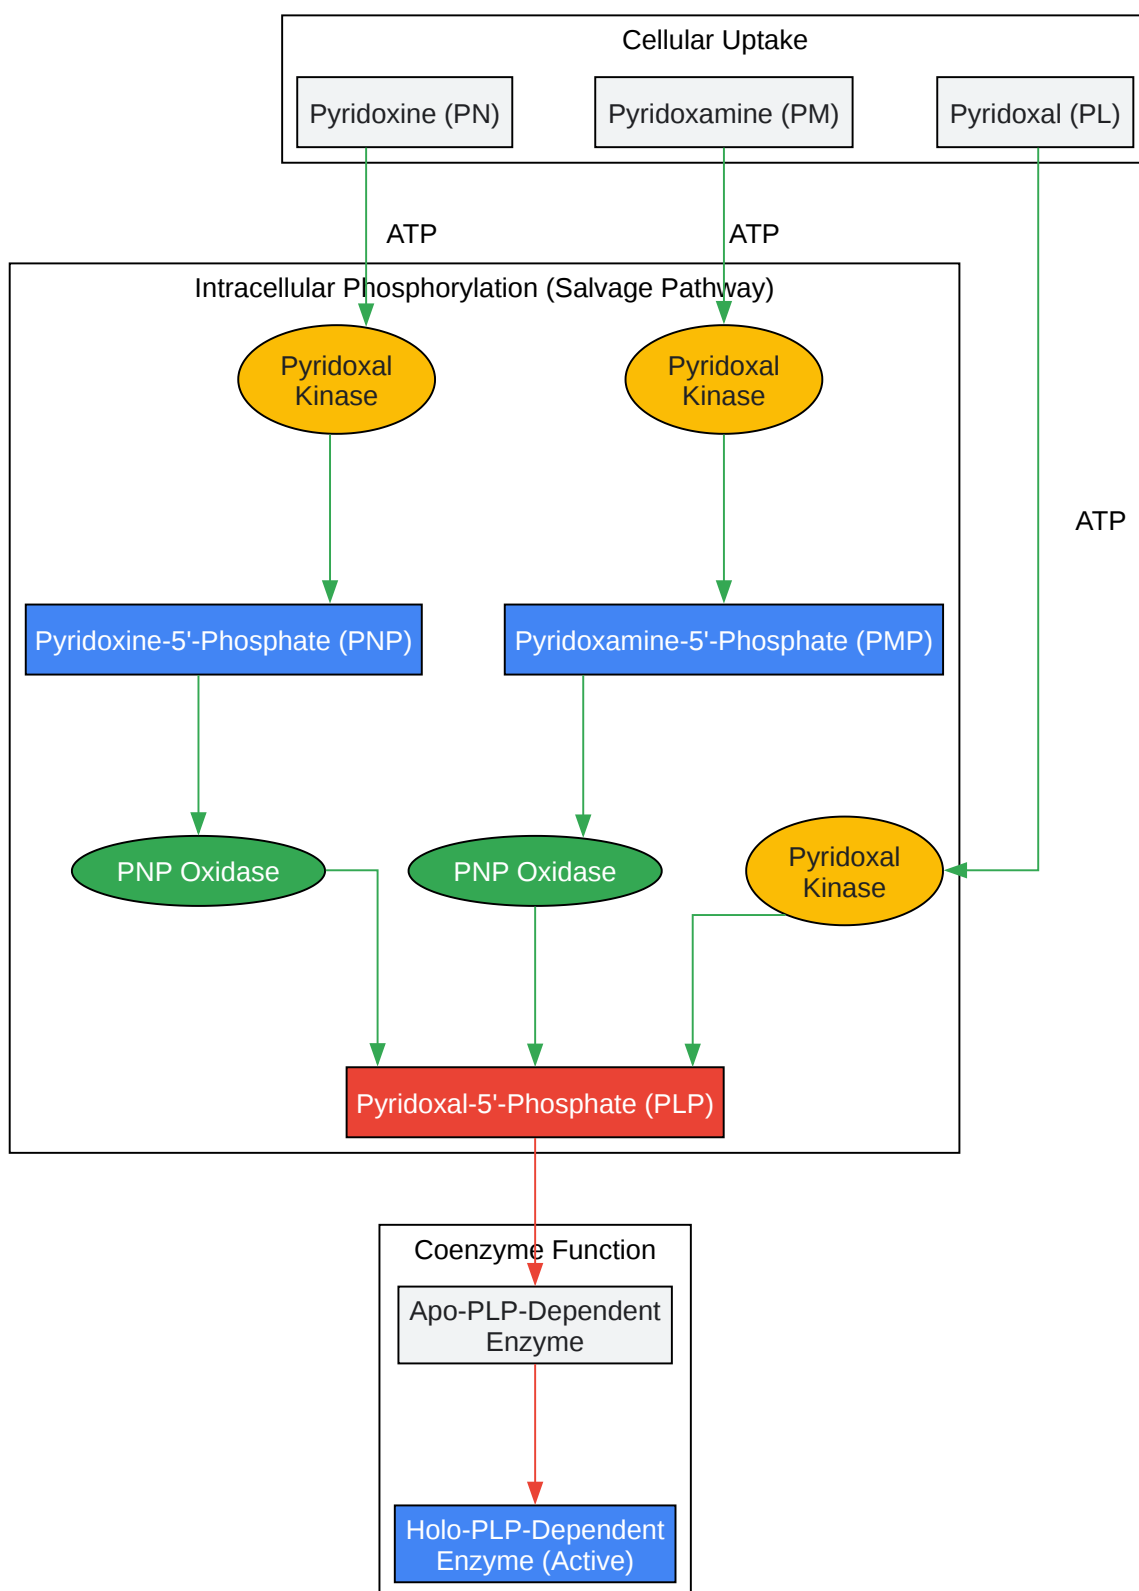 Cellular Uptake
Pyridoxine (PN)
Pyridoxamine (PM)
Pyridoxal (PL)
ATP
ATP
Intracellular Phosphorylation (Salvage Pathway)
Pyridoxal
Kinase
Pyridoxal
Kinase
ATP
Pyridoxine-5'-Phosphate (PNP)
Pyridoxamine-5'-Phosphate (PMP)
PNP Oxidase
PNP Oxidase
Pyridoxal
Kinase
Pyridoxal-5'-Phosphate (PLP)
Coenzyme Function
Apo-PLP-Dependent
Enzyme
Holo-PLP-Dependent
Enzyme (Active)